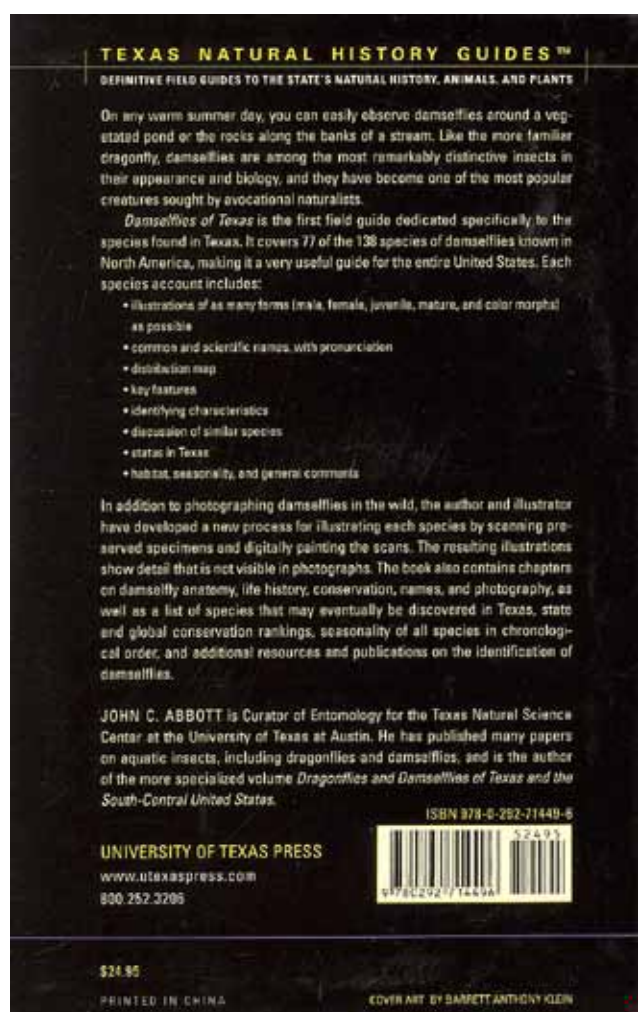 TEXAS NATURAL HISTORY GUIDES™
DEFINITIVE FIELD GUIDES TO THE STATE'S NATURAL HISTORY, ANIMALS, AND PLANTS
On any warm summer day, you can easily observe damselflies around a veg-
etated pond or the rocks along the banks of a stream. Like the more familiar
dragonfly, damselflies are among the most remarkably distinctive insects in
their appearance and biology, and they have become one of the most popular
creatures sought by avocational naturalists.
Damselflies of Texas is the first field guide dedicated specifically to the
species found in Texas. It covers 77 of the 138 species of damselflies known in
North America, making it a very useful guide for the entire United States. Each
species account includes:
• illustrations of as many forms (male, female, juvenile, mature, and color morphs)
as possible
• common and scientific names, with pronunciation
• distribution map
• key features
• identifying characteristics
• discussion of similar species
• status in Texas
• habitat, seasonality, and general comments
In addition to photographing damselflies in the wild, the author and illustrator
have developed a new process for illustrating each species by scanning pre-
served specimens and digitally painting the scans. The resulting illustrations
show detail that is not visible in photographs. The book also contains chapters
on damselfly anatomy, life history, conservation, names, and photography, as
well as a list of species that may eventually be discovered in Texas, state
and global conservation rankings, seasonality of all species in chronologi-
cal order, and additional resources and publications on the identification of
damselflies.
JOHN C. ABBOTT is Curator of Entomology for the Texas Natural Science
Center at the University of Texas at Austin. He has published many papers
on aquatic insects, including dragonflies and damselflies, and is the author
of the more specialized volume Dragonflies and Damselflies of Texas and the
South-Central United States.
ISBN 978-0-292-71449-6
52495
9 780292 714496
UNIVERSITY OF TEXAS PRESS
www.utexaspress.com
800.252.3206
$24.95
PRINTED IN CHINA
COVER ART BY BARRETT ANTHONY KLEIN